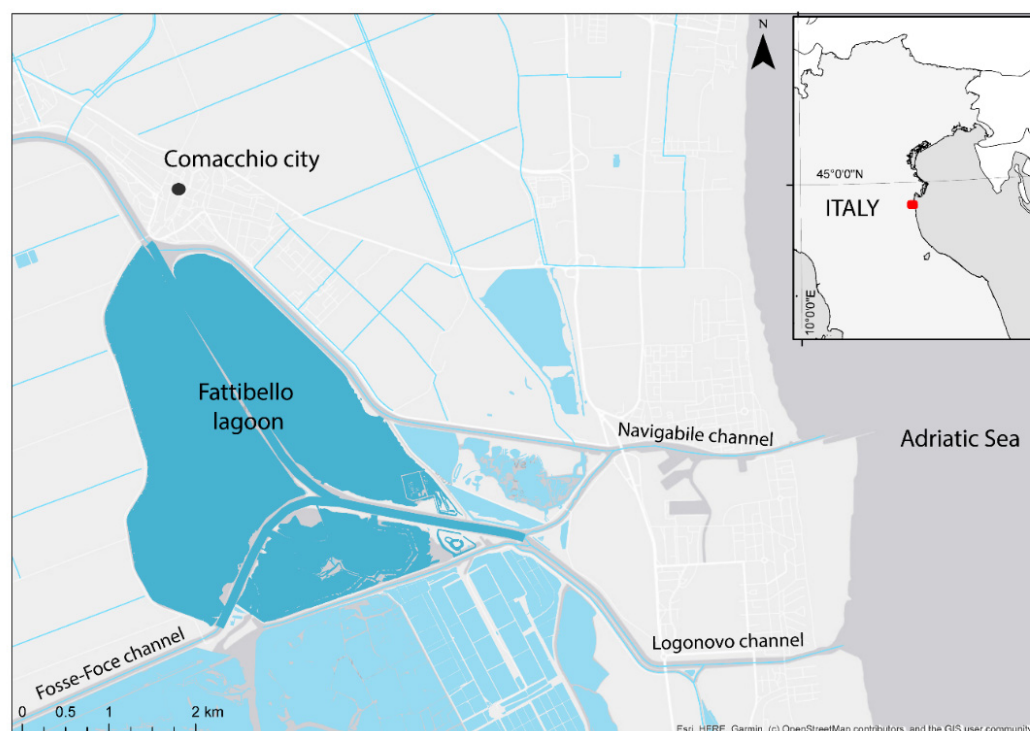 N
Comacchio city
45°0'0"N
ITALY
10°0'0"E
Fattibello
lagoon
Navigabile channel
Adriatic Sea
Logonovo channel
Fosse-Foce channel
0 0.5 1 2 km
Esri, HERE, Garmin, (c) OpenStreetMap contributors, and the GIS user community